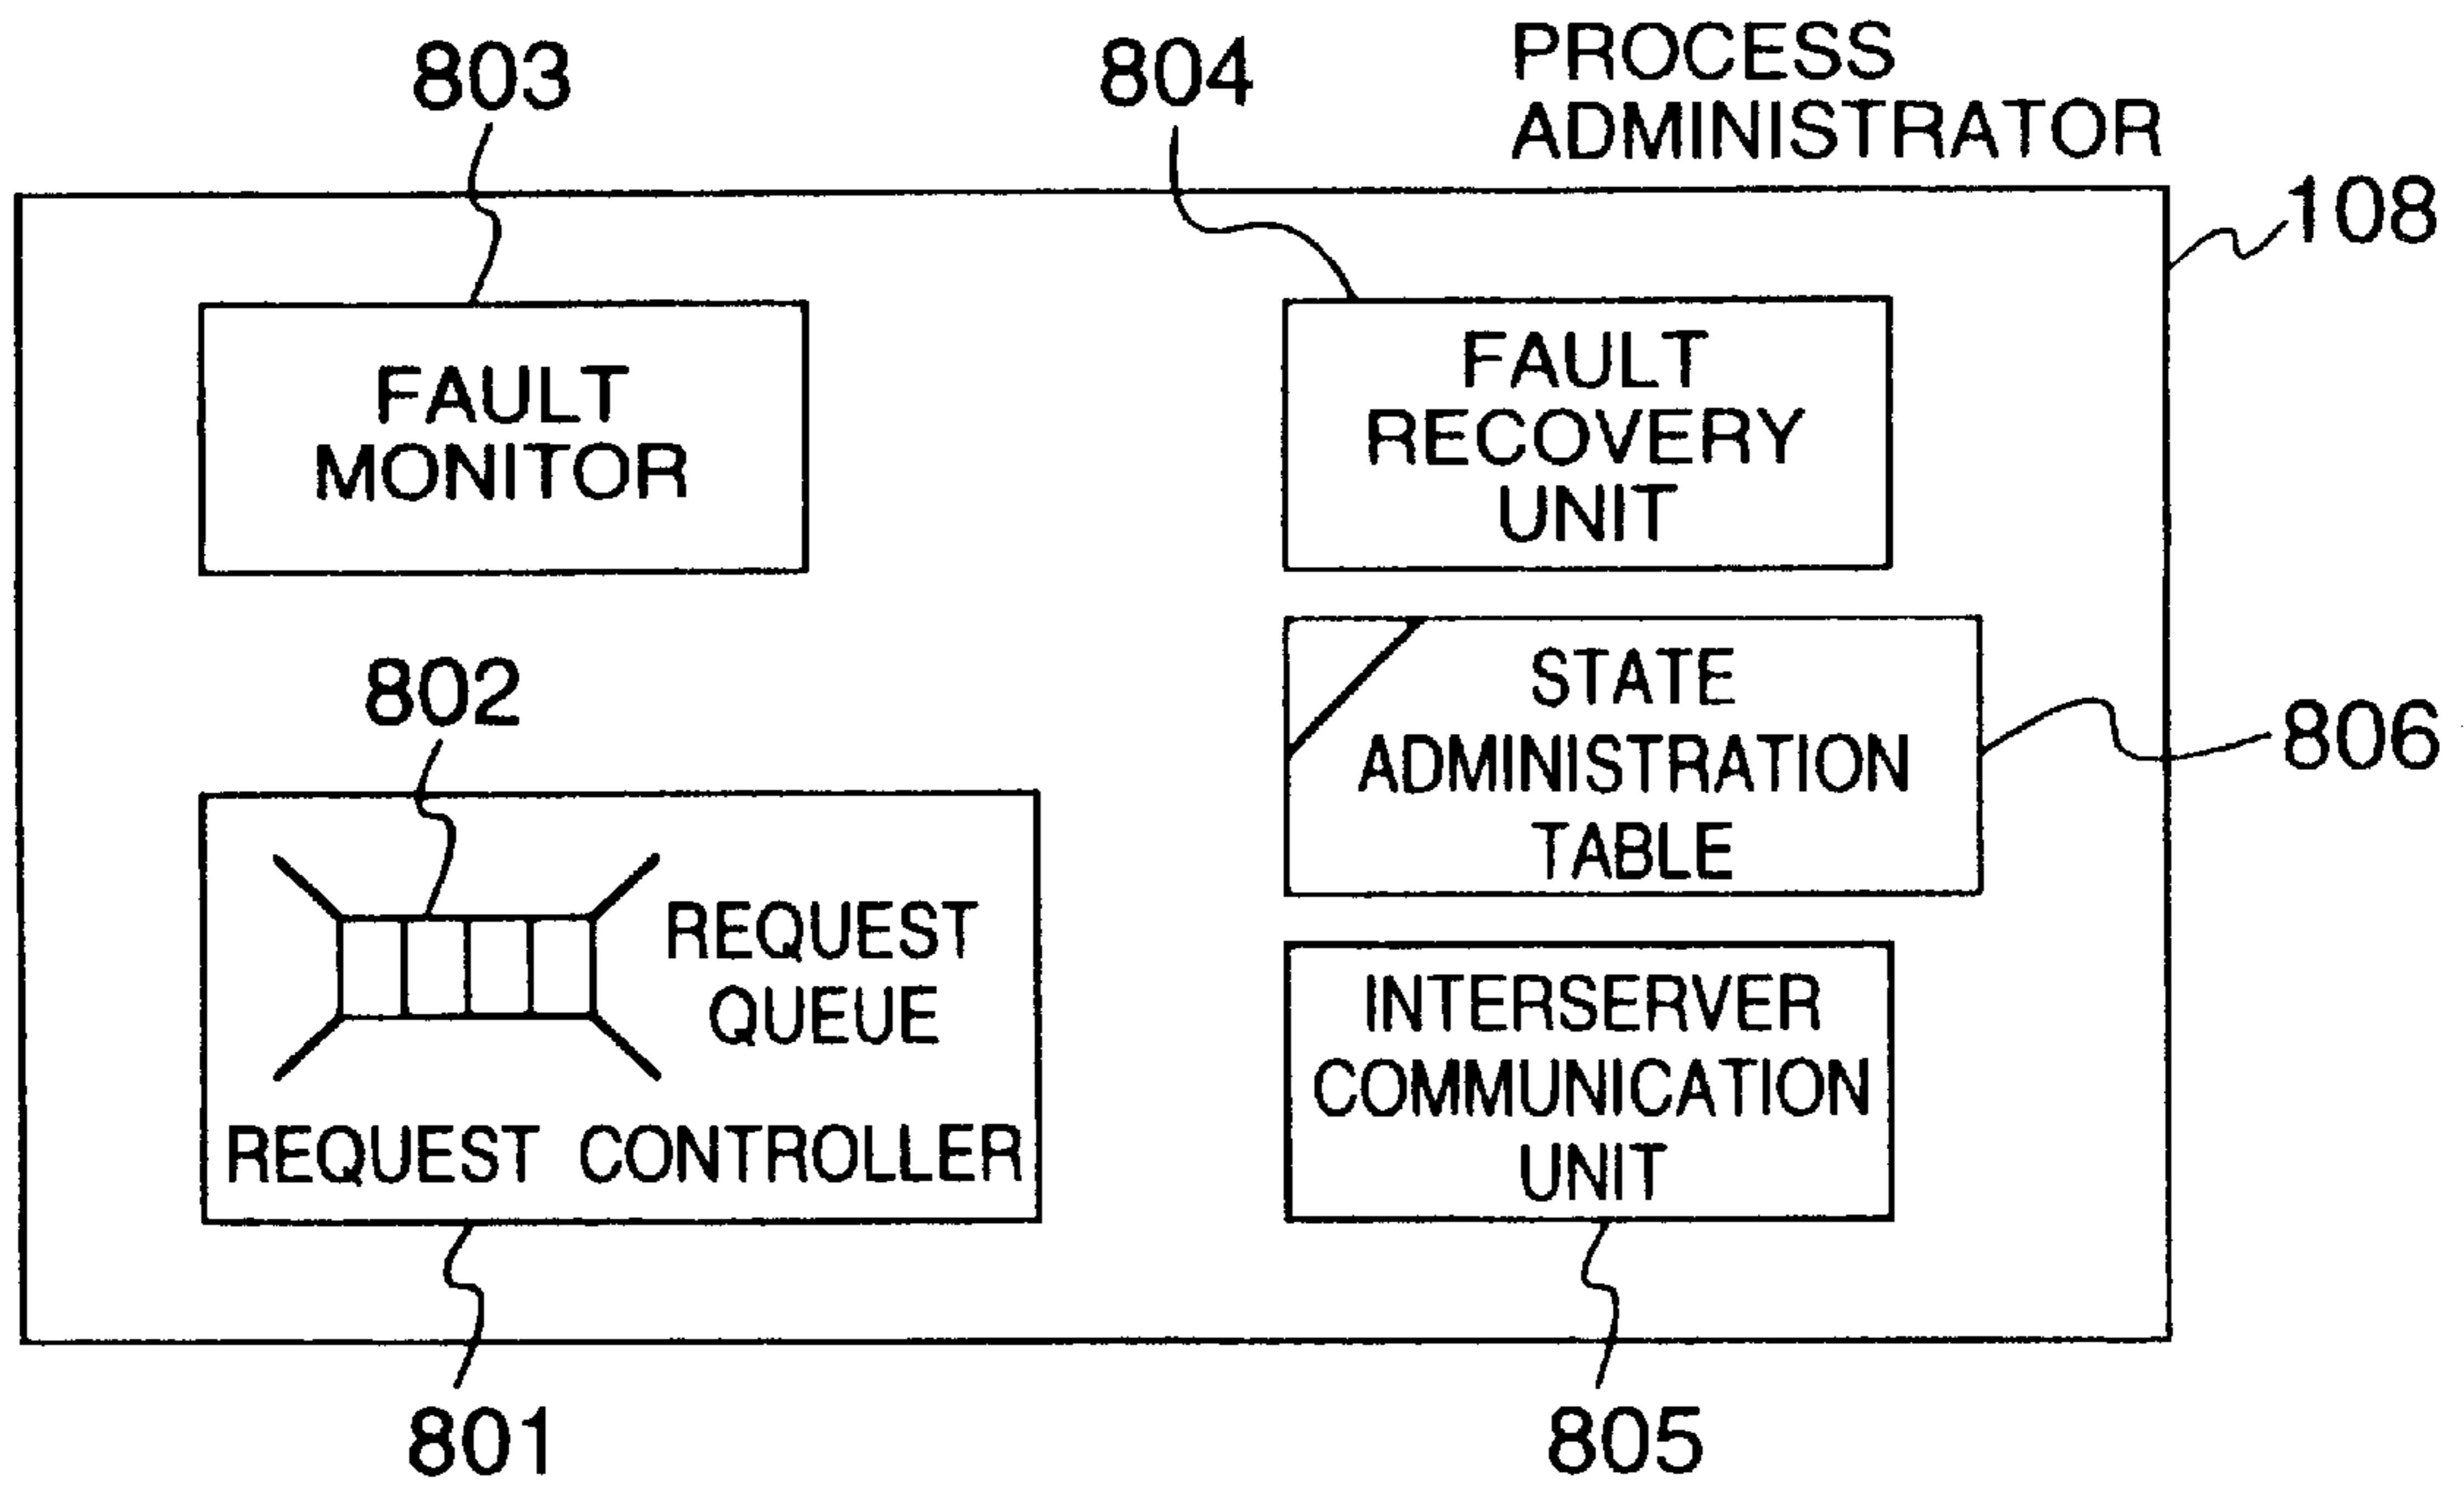 803
804
PROCESS
ADMINISTRATOR
108
FAULT
MONITOR
FAULT
RECOVERY
UNIT
802
STATE
ADMINISTRATION
TABLE
806
REQUEST
QUEUE
REQUEST CONTROLLER
INTERSERVER
COMMUNICATION
UNIT
801
805